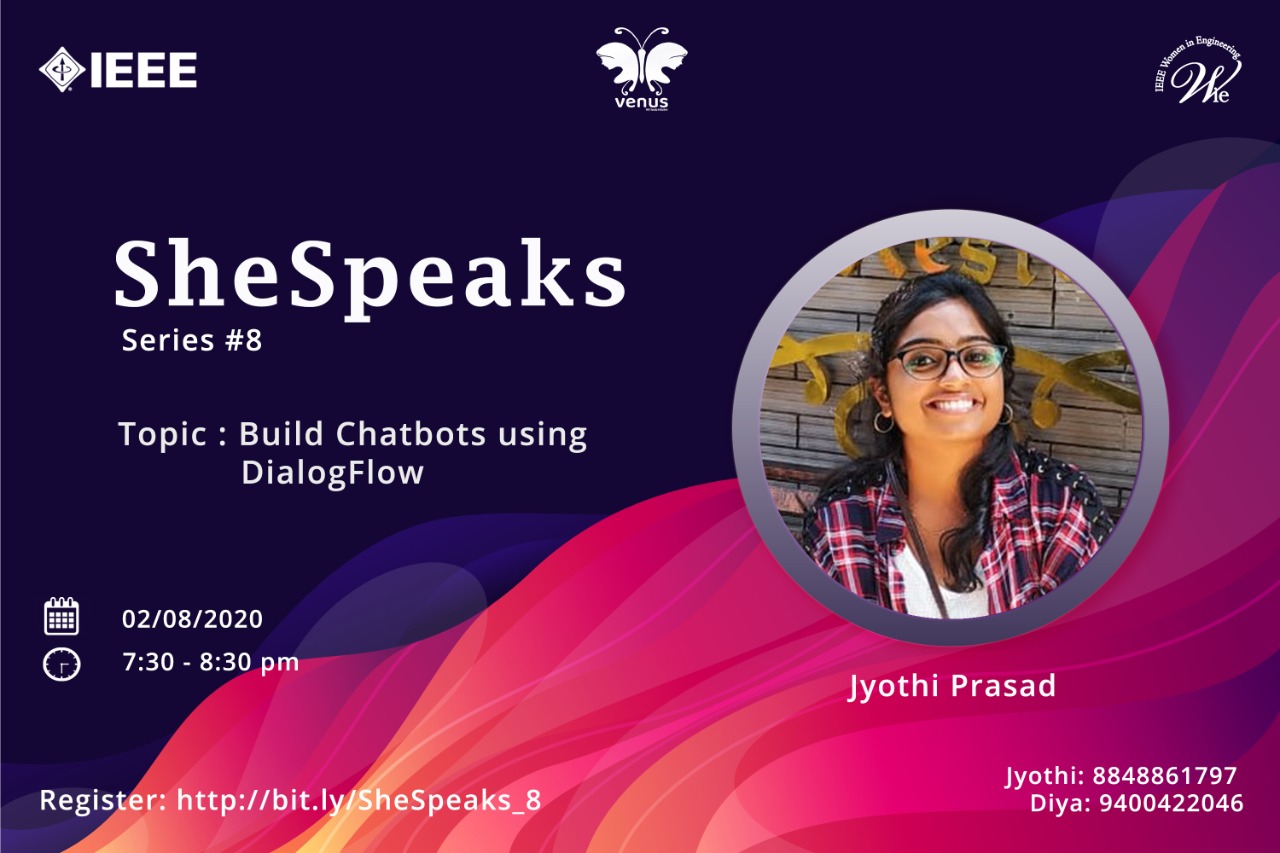 IEEE
venus
IEEE Women in Engineering
Wie
SheSpeaks
Series #8
Topic : Build Chatbots using
DialogFlow
02/08/2020
7:30 - 8:30 pm
Jyothi Prasad
Jyothi: 8848861797
Diya: 9400422046
Register: http://bit.ly/SheSpeaks_8